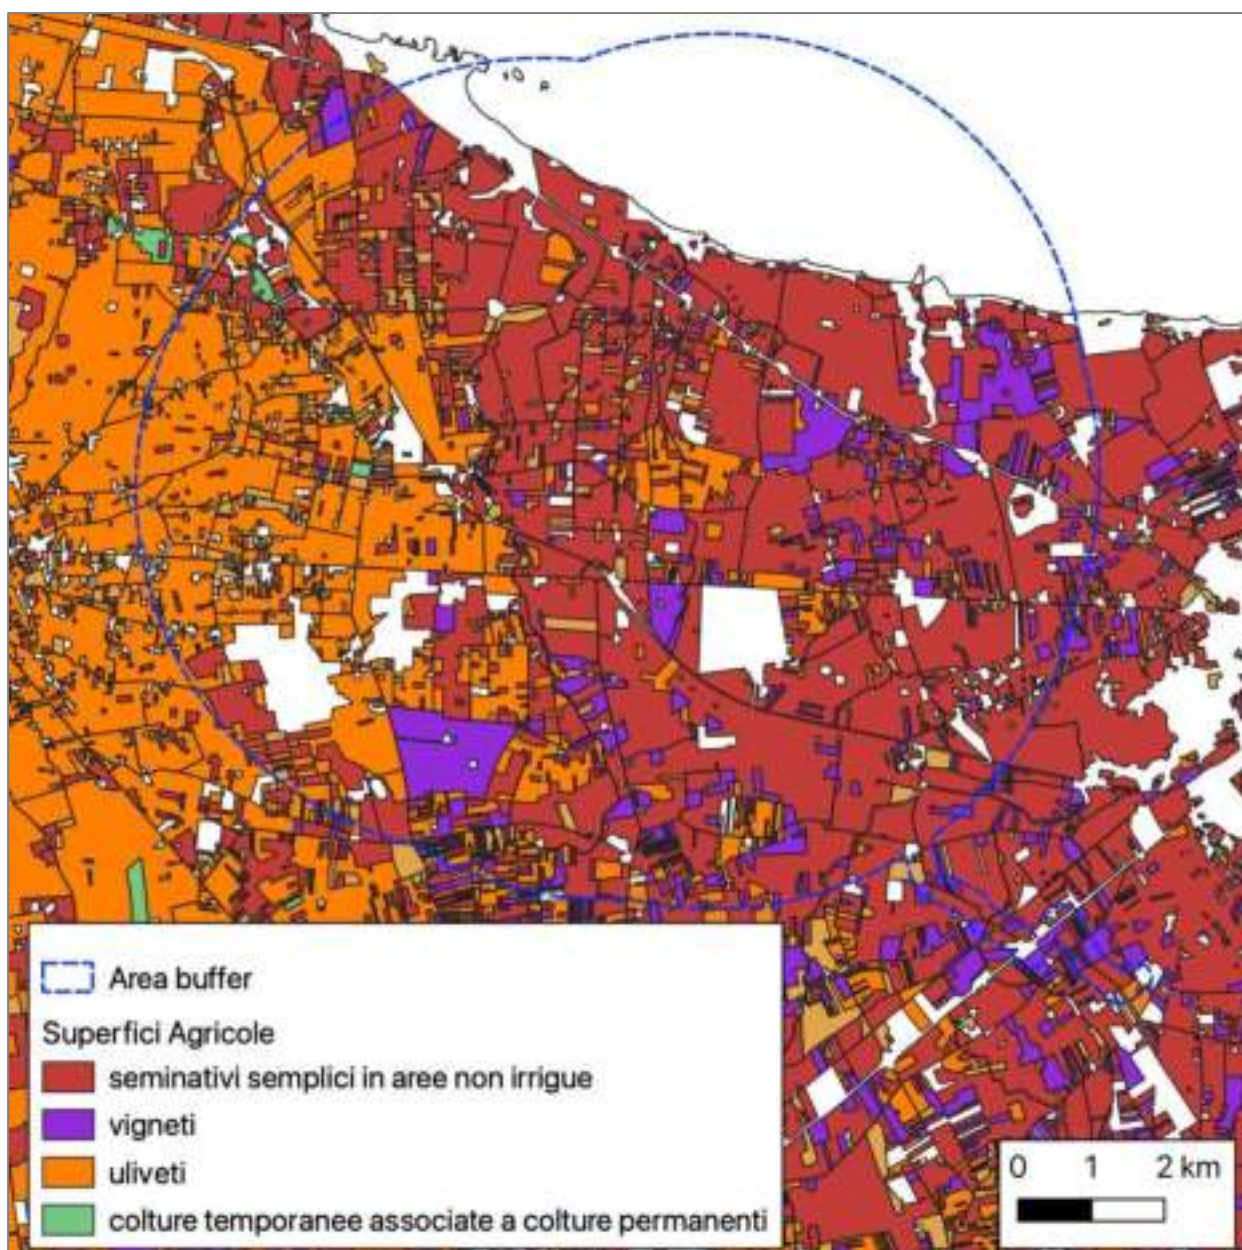 Area buffer
Superfici Agricole
seminativi semplici in aree non irrigue
vigneti
uliveti
colture temporanee associate a colture permanenti
0 1 2 km